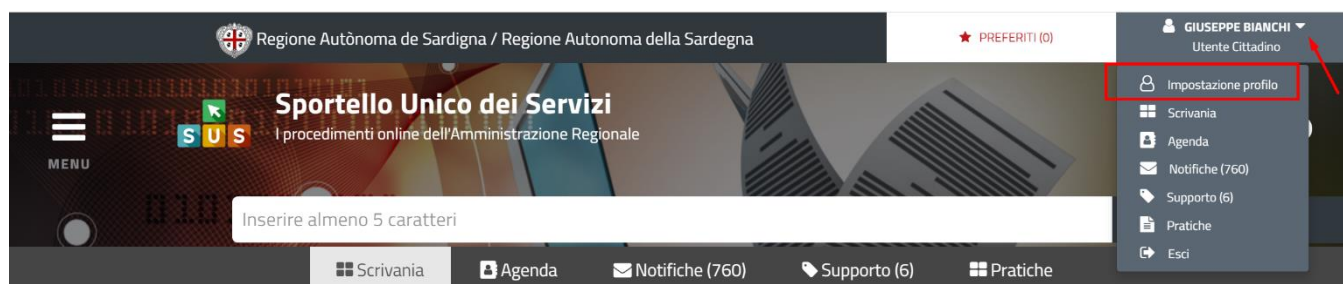 Regione Autònoma de Sardigna / Regione Autonoma della Sardegna
PREFERITI (0)
GIUSEPPE BIANCHI
Utente Cittadino
MENU
SUS
Sportello Unico dei Servizi
I procedimenti online dell'Amministrazione Regionale
Inserire almeno 5 caratteri
Impostazione profilo
Scrivania
Agenda
Notifiche (760)
Supporto (6)
Pratiche
Esci
Scrivania
Agenda
Notifiche (760)
Supporto (6)
Pratiche